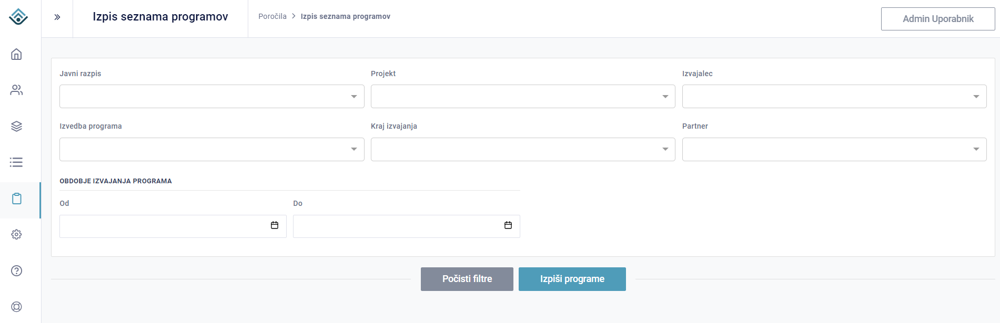 Izpis seznama programov
Poročila > Izpis seznama programov
Admin Uporabnik
Javni razpis
Projekt
Izvajalec
Izvedba programa
Kraj izvajanja
Partner
OBDOBJE IZVAJANJA PROGRAMA
Od
Do
Počisti filtre
Izpiši programe